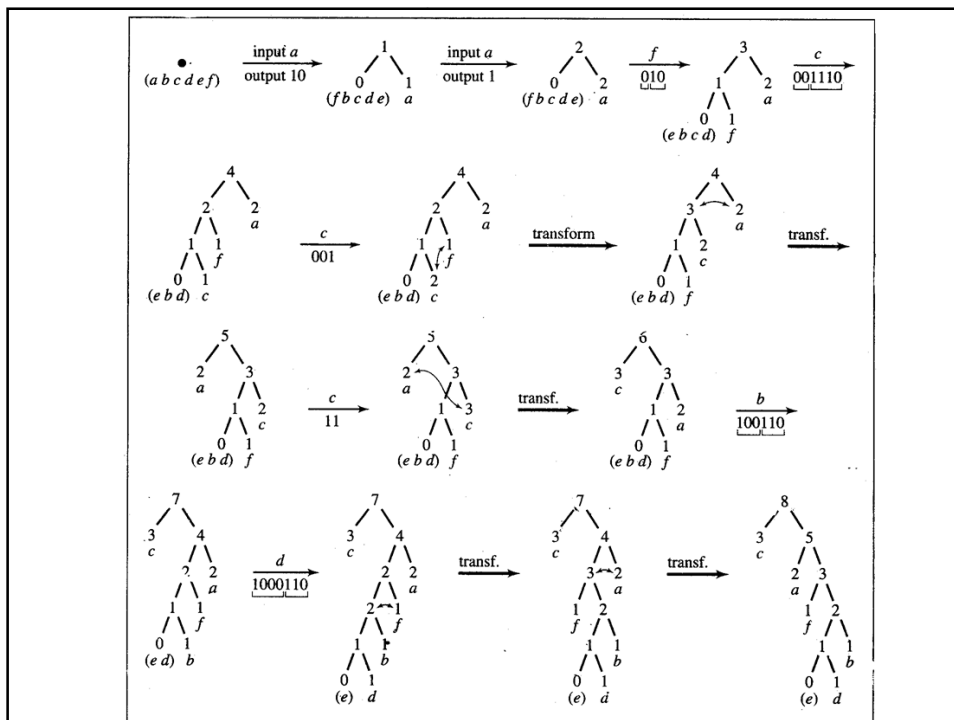 1 2 3
input a input a f c
(a b c d e f) output 10 0 1 output 1 0 2 010 1 2 001110
(f b c d e) a (f b c d e) a a
0 1
(e b c d) f
4 4 4
2 2 2 2 3 2
a c a transform a transf.
1 1 001 1 1 1 2
f f c
0 1 0 2 0 1
(e b d) c (e b d) c (e b d) f
5 5 6
2 3 2 3 3 3
a c a transf. c b
1 2 11 1 3 1 2 100110
c c a
0 1 0 1 0 1
(e b d) f (e b d) f (e b d) f
7 7 7 8
3 4 3 4 3 4 3 5
c d c transf. c transf. c
2 2 1000110 2 2 3 2 2 3
a a a a
1 1 2 1 1 2 1 2
f f f f
0 1 1 1 1 1 1 1
(e d) b b b b
0 1 0 1 0 1
(e) d (e) d (e) d